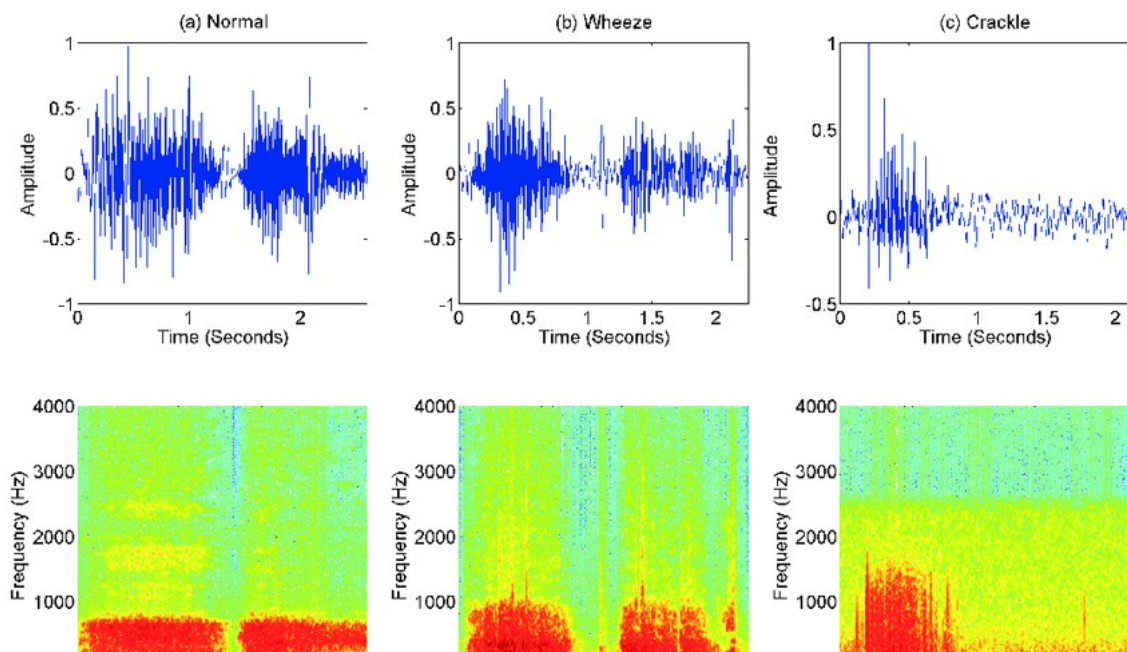 (a) Normal
(b) Wheeze
(c) Crackle
1
0.5
0
-0.5
-1
Amplitude
0 1 2
Time (Seconds)
1
0.5
0
-0.5
-1
Amplitude
0 0.5 1 1.5 2
Time (Seconds)
1
0.5
0
-0.5
Amplitude
0 0.5 1 1.5 2
Time (Seconds)
4000
3000
2000
1000
Frequency (Hz)
4000
3000
2000
1000
Frequency (Hz)
4000
3000
2000
1000
Frequency (Hz)